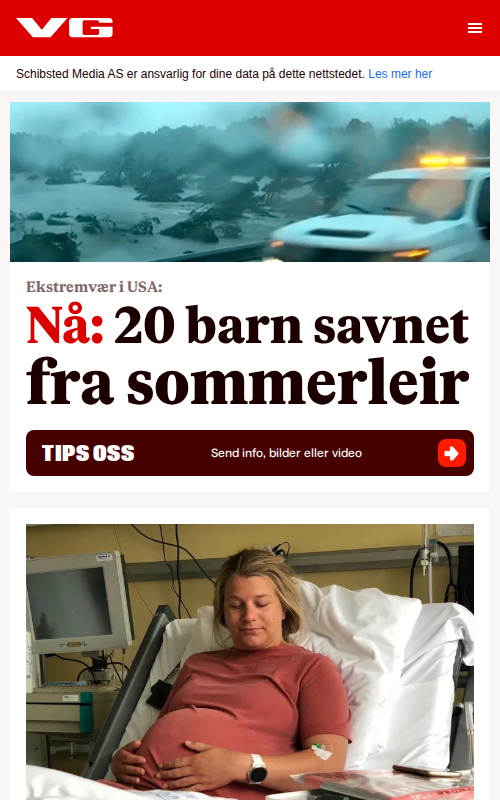 VG
Schibsted Media AS er ansvarlig for dine data på dette nettstedet. Les mer her
Ekstremvær i USA:
Nå: 20 barn savnet
fra sommerleir
TIPS OSS
Send info, bilder eller video